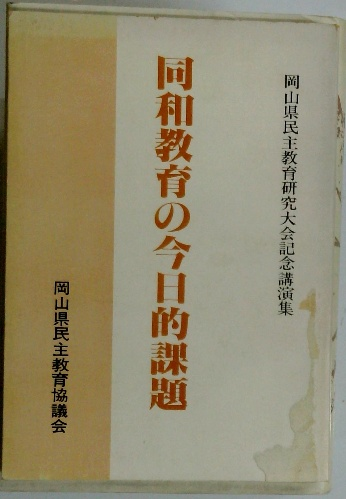 岡山県民主教育研究大会記念講演集
同和教育の今日的課題
岡山県民主教育協議会